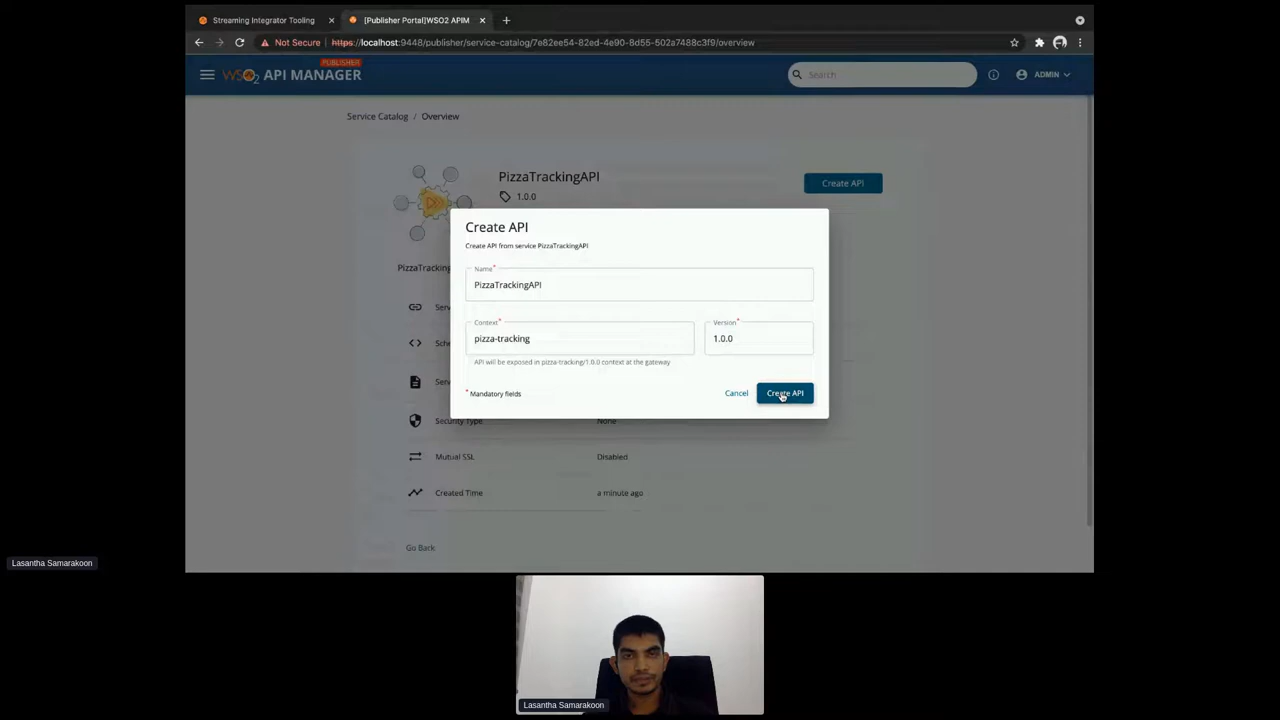 Streaming Integrator Tooling
[Publisher Portal]WSO2 APIM
Not Secure
https://localhost:9448/publisher/service-catalog/7e82ee54-82ed-4e90-8d55-502a7488c3f9/overview
PUBLISHER
WSO2 API MANAGER
Search
ADMIN
Service Catalog / Overview
PizzaTrackingAPI
Create API
1.0.0
PizzaTracking
Create API
Create API from service PizzaTrackingAPI
Name*
PizzaTrackingAPI
Context*
pizza-tracking
Version*
1.0.0
API will be exposed in pizza-tracking/1.0.0 context at the gateway
* Mandatory fields
Cancel
Create API
Serv
Sche
Serv
Security Type
None
Mutual SSL
Disabled
Created Time
a minute ago
Go Back
Lasantha Samarakoon
Lasantha Samarakoon